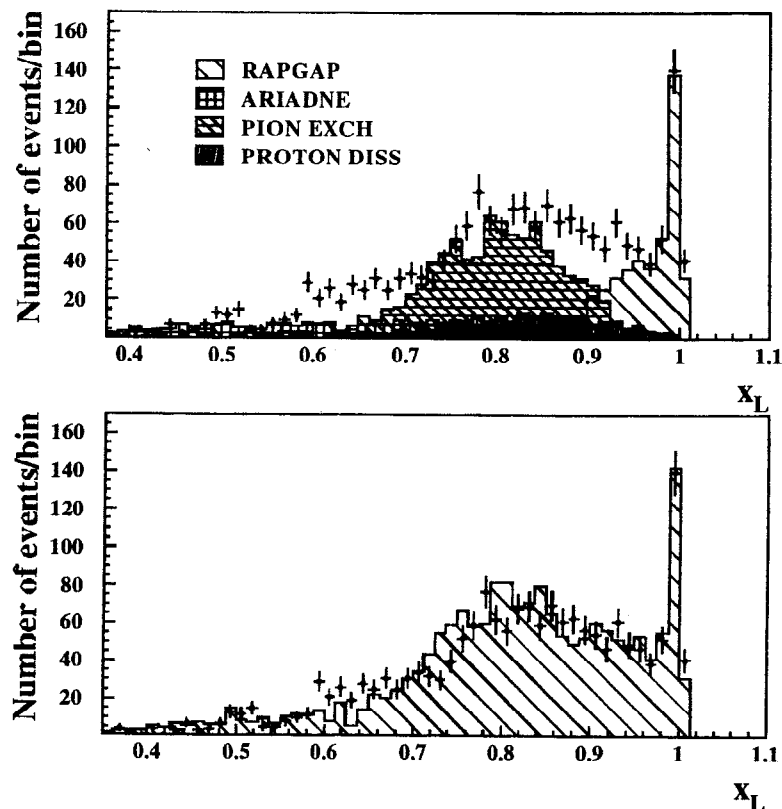 Number of events/bin
160
140
120
100
80
60
40
20
RAPGAP
ARIADNE
PION EXCH
PROTON DISS
0.4 0.5 0.6 0.7 0.8 0.9 1 1.1
x_L
Number of events/bin
160
140
120
100
80
60
40
20
0.4 0.5 0.6 0.7 0.8 0.9 1 1.1
x_L